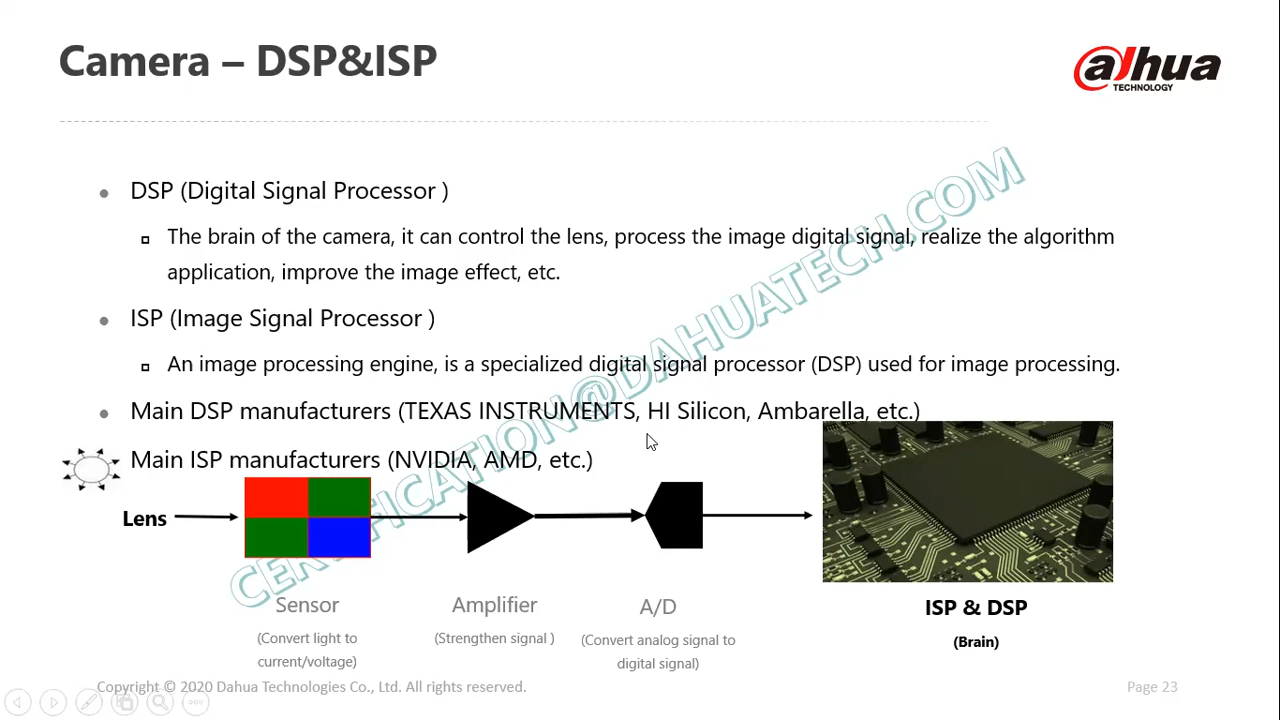 Camera – DSP&ISP
alhua
TECHNOLOGY
DSP (Digital Signal Processor )
The brain of the camera, it can control the lens, process the image digital signal, realize the algorithm
application, improve the image effect, etc.
ISP (Image Signal Processor )
An image processing engine, is a specialized digital signal processor (DSP) used for image processing.
Main DSP manufacturers (TEXAS INSTRUMENTS, HI Silicon, Ambarella, etc.)
Main ISP manufacturers (NVIDIA, AMD, etc.)
CERTIFICATION@DAHUATECH.COM
Lens
Sensor
(Convert light to
current/voltage)
Amplifier
(Strengthen signal )
A/D
(Convert analog signal to
digital signal)
ISP & DSP
(Brain)
Copyright © 2020 Dahua Technologies Co., Ltd. All rights reserved.
Page 23